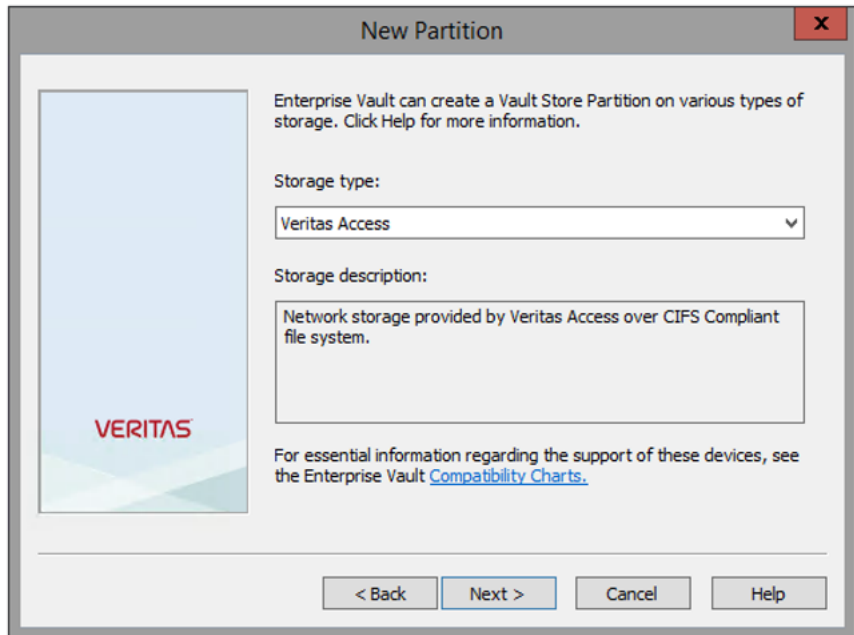 New Partition
x
Enterprise Vault can create a Vault Store Partition on various types of
storage. Click Help for more information.
Storage type:
Veritas Access
Storage description:
Network storage provided by Veritas Access over CIFS Compliant
file system.
VERITAS
For essential information regarding the support of these devices, see
the Enterprise Vault Compatibility Charts.
< Back
Next >
Cancel
Help